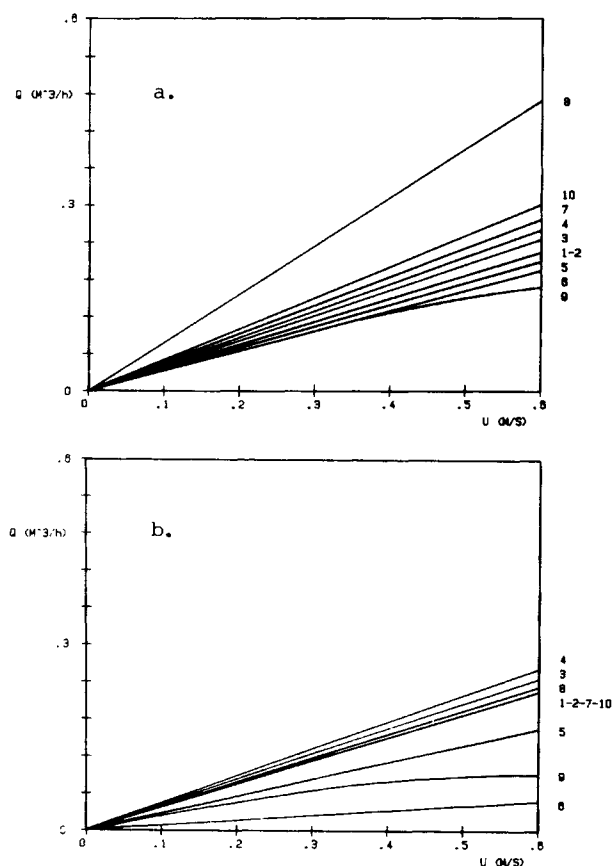 .6
a.
Q (M^3/h)
8
10
.3
7
4
3
1-2
5
6
9
0
0 .1 .2 .3 .4 .5 .6
U (M/S)
.6
b.
Q (M^3/h)
.3
4
3
8
1-2-7-10
5
9
6
0
0 .1 .2 .3 .4 .5 .6
U (M/S)